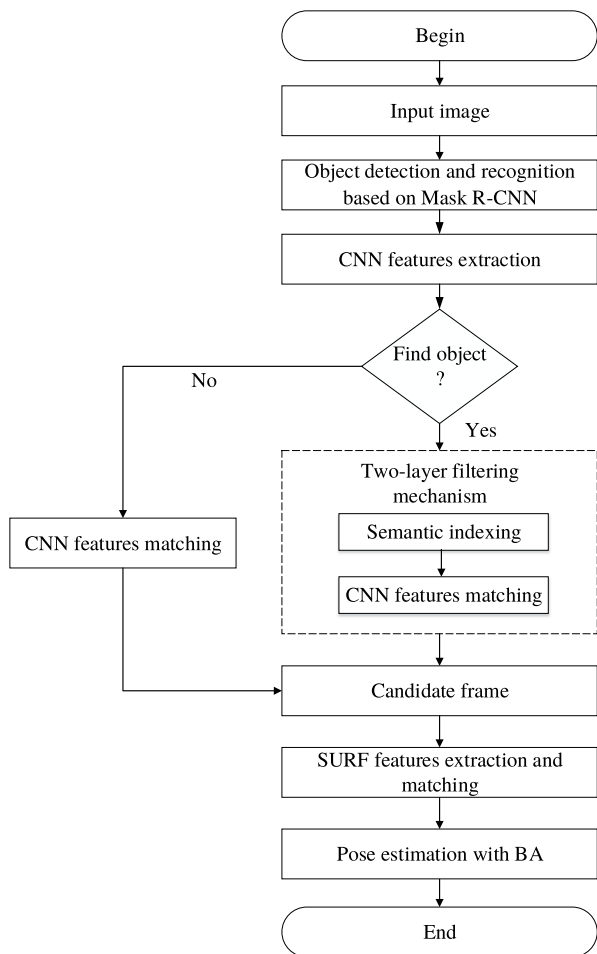 Begin
Input image
Object detection and recognition
based on Mask R-CNN
CNN features extraction
Find object
?
No
Yes
Two-layer filtering
mechanism
Semantic indexing
CNN features matching
CNN features matching
Candidate frame
SURF features extraction and
matching
Pose estimation with BA
End